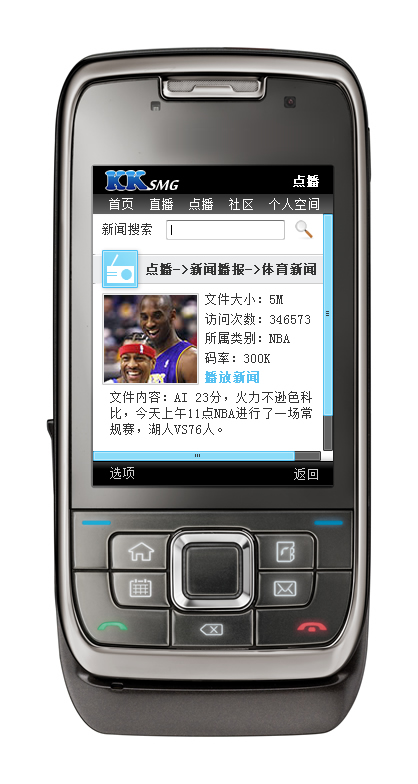 KKSMG
点播
首页 直播 点播 社区 个人空间
新闻搜索
点播->新闻播报->体育新闻
文件大小: 5M
访问次数: 346573
所属类别: NBA
码率: 300K
播放新闻
文件内容: AI 23分，火力不逊色科
比，今天上午11点NBA进行了一场常
规赛，湖人VS76人。
选项 返回